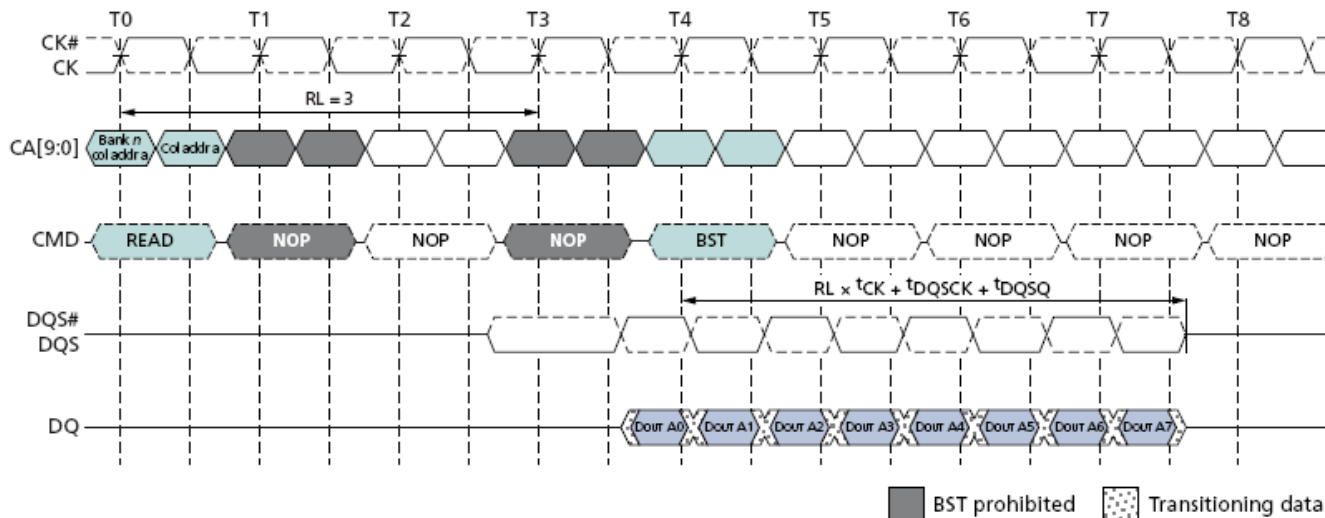 T0 T1 T2 T3 T4 T5 T6 T7 T8
CK#
CK
RL = 3
CA[9:0] Bank n col addr a Col addr a
CMD READ NOP NOP NOP BST NOP NOP NOP NOP
RL × tCK + tDQSCK + tDQSQ
DQS#
DQS
DQ DOUT A0 DOUT A1 DOUT A2 DOUT A3 DOUT A4 DOUT A5 DOUT A6 DOUT A7
BST prohibited Transitioning data